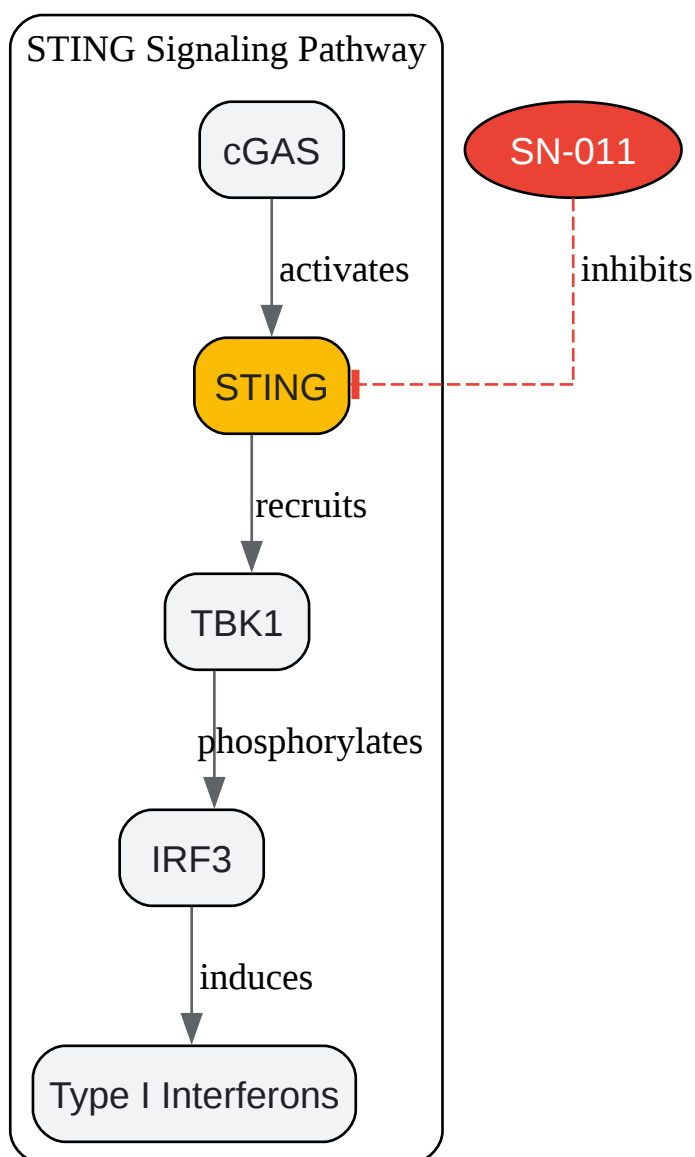 STING Signaling Pathway
cGAS
SN-011
activates
inhibits
STING
recruits
TBK1
phosphorylates
IRF3
induces
Type I Interferons